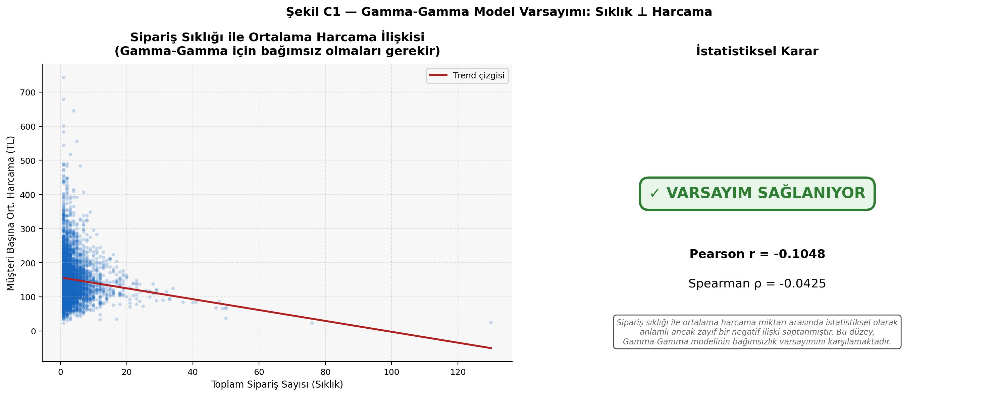 Şekil C1 — Gamma-Gamma Model Varsayımı: Sıklık ⊥ Harcama
Sipariş Sıklığı ile Ortalama Harcama İlişkisi
(Gamma-Gamma için bağımsız olmaları gerekir)
Trend çizgisi
Müşteri Başına Ort. Harcama (TL)
700
600
500
400
300
200
100
0
0 20 40 60 80 100 120
Toplam Sipariş Sayısı (Sıklık)
İstatistiksel Karar
✓ VARSAYIM SAĞLANIYOR
Pearson r = -0.1048
Spearman ρ = -0.0425
Sipariş sıklığı ile ortalama harcama miktarı arasında istatistiksel olarak
anlamlı ancak zayıf bir negatif ilişki saptanmıştır. Bu düzey,
Gamma-Gamma modelinin bağımsızlık varsayımını karşılamaktadır.